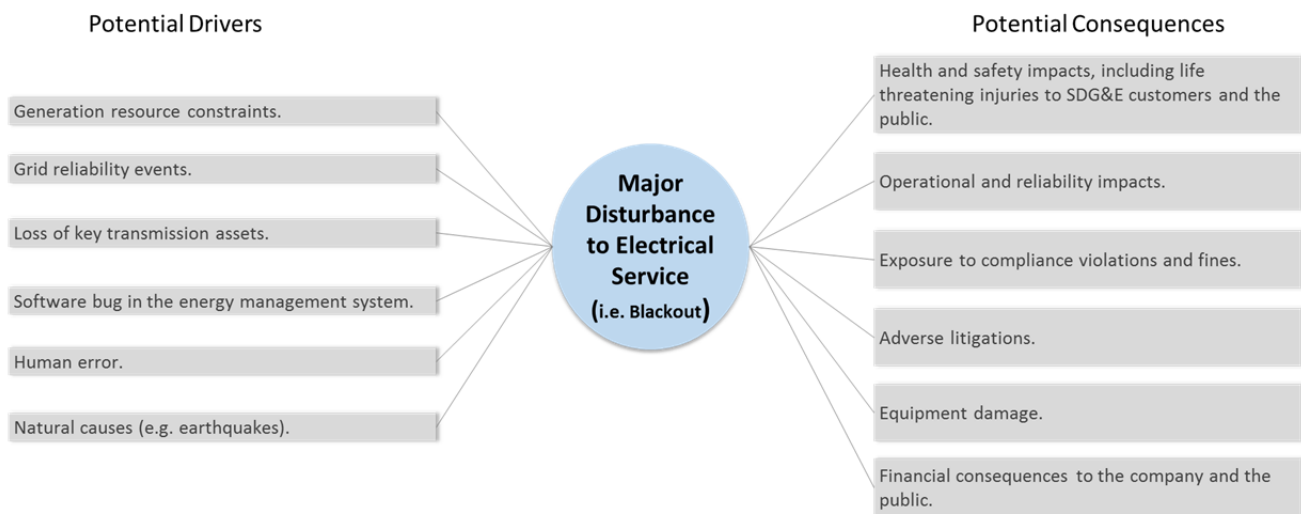 Potential Drivers
Generation resource constraints.
Grid reliability events.
Loss of key transmission assets.
Software bug in the energy management system.
Human error.
Natural causes (e.g. earthquakes).
Major
Disturbance
to Electrical
Service
(i.e. Blackout)
Potential Consequences
Health and safety impacts, including life
threatening injuries to SDG&E customers and the
public.
Operational and reliability impacts.
Exposure to compliance violations and fines.
Adverse litigations.
Equipment damage.
Financial consequences to the company and the
public.